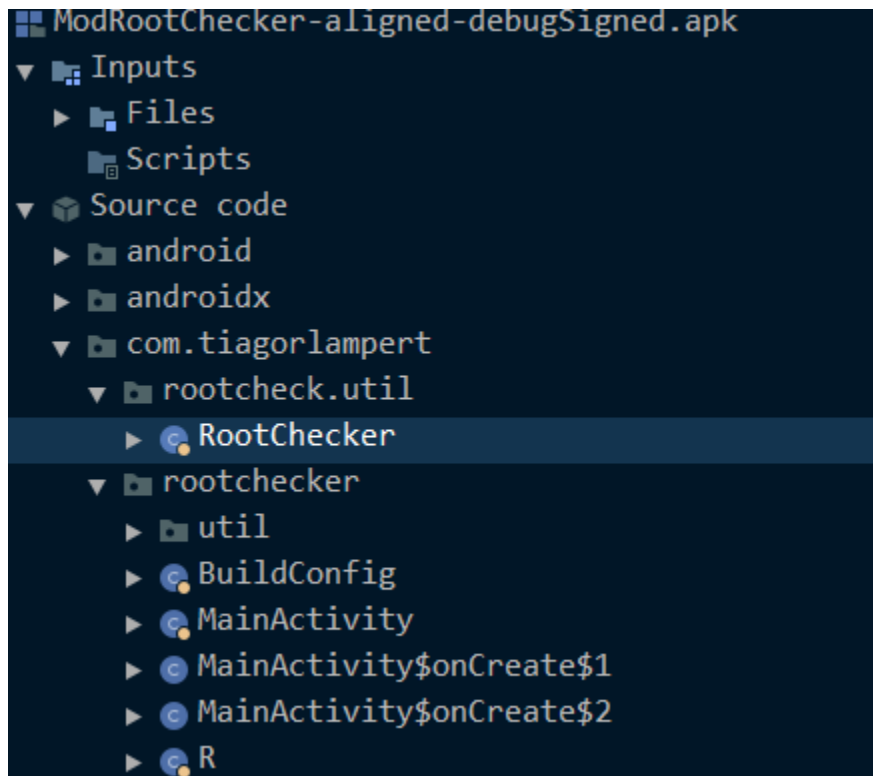 ModRootChecker-aligned-debugSigned.apk
Inputs
Files
Scripts
Source code
android
androidx
com.tiagorlampert
rootcheck.util
RootChecker
rootchecker
util
BuildConfig
MainActivity
MainActivity$onCreate$1
MainActivity$onCreate$2
R